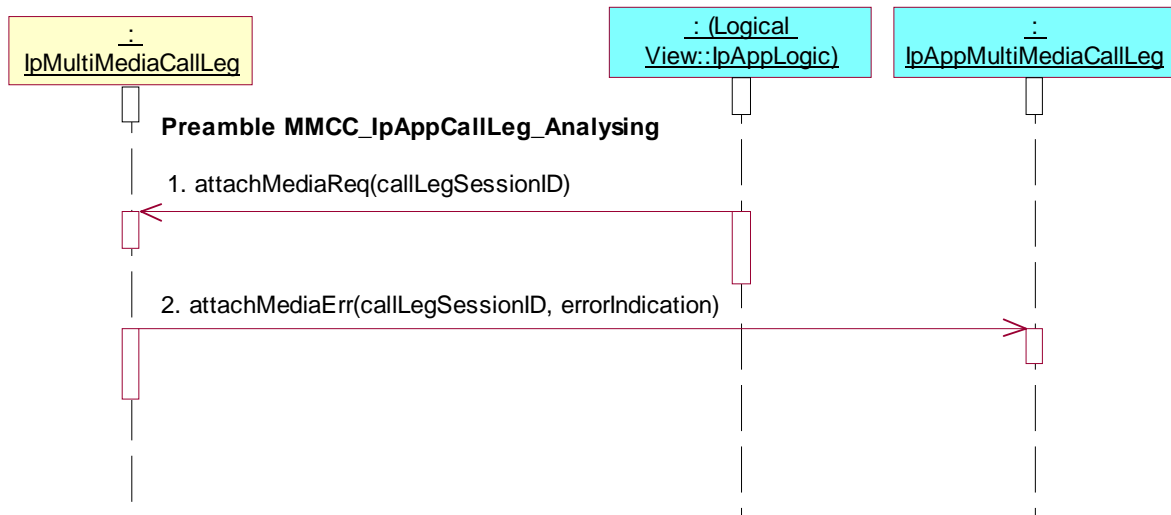 :
IpMultiMediaCallLeg
: (Logical
View::IpAppLogic)
:
IpAppMultiMediaCallLeg
Preamble MMCC_IpAppCallLeg_Analysing
1. attachMediaReq(callLegSessionID)
2. attachMediaErr(callLegSessionID, errorIndication)